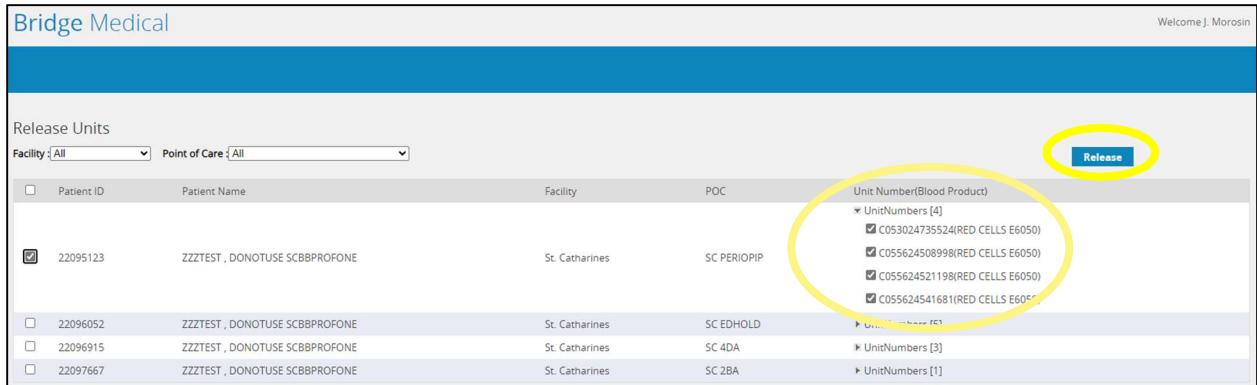 Bridge Medical
Welcome J. Morosin
Release Units
Facility : All Point of Care : All
Release
Patient ID Patient Name Facility POC Unit Number(Blood Product)
UnitNumbers [4]
C053024735524(RED CELLS E6050)
22095123 ZZZTEST , DONOTUSE SCBBPROFONE St. Catharines SC PERIOPIP
C055624508998(RED CELLS E6050)
C055624521198(RED CELLS E6050)
C055624541681(RED CELLS E6050)
22096052 ZZZTEST , DONOTUSE SCBBPROFONE St. Catharines SC EDHOLD UnitNumbers [5]
22096915 ZZZTEST , DONOTUSE SCBBPROFONE St. Catharines SC 4DA UnitNumbers [3]
22097667 ZZZTEST , DONOTUSE SCBBPROFONE St. Catharines SC 2BA UnitNumbers [1]